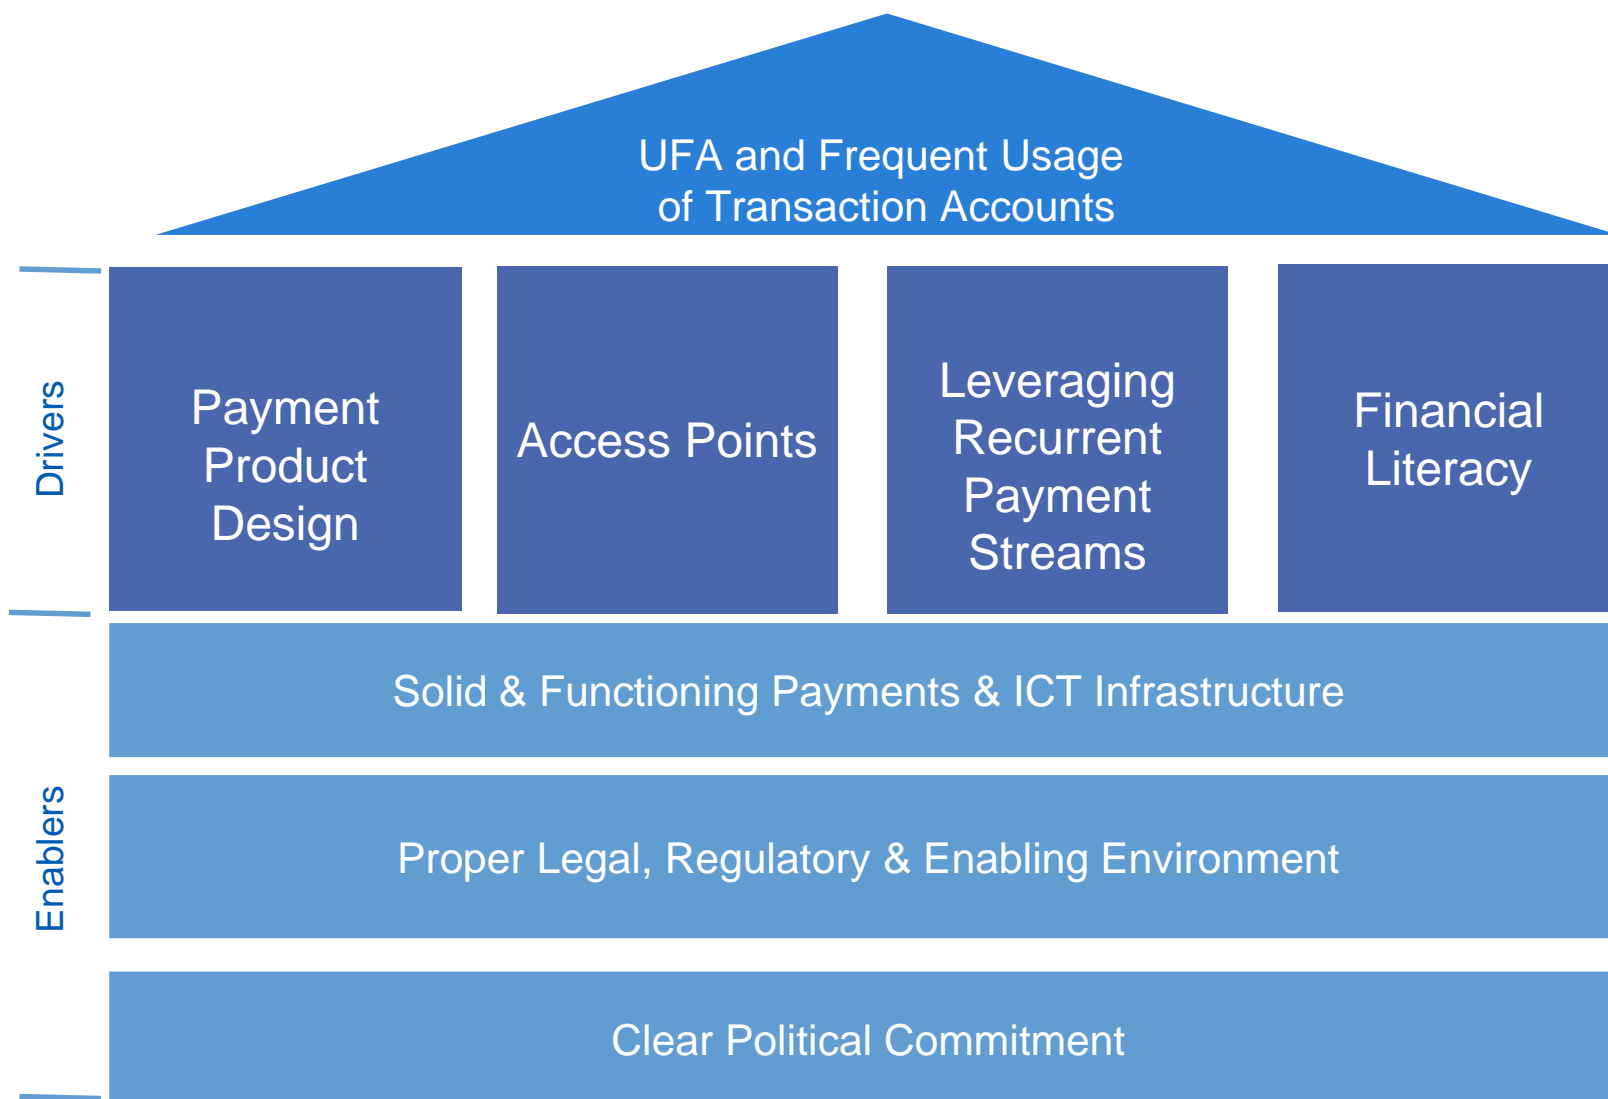 UFA and Frequent Usage
of Transaction Accounts
Drivers
Payment
Product
Design
Access Points
Leveraging
Recurrent
Payment
Streams
Financial
Literacy
Enablers
Solid & Functioning Payments & ICT Infrastructure
Proper Legal, Regulatory & Enabling Environment
Clear Political Commitment